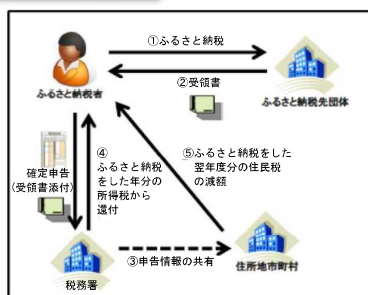 ①ふるさと納税
②受領書
ふるさと納税者
ふるさと納税先団体
確定申告
(受領書添付)
④
ふるさと納税
をした年分の
所得税から
還付
⑤ふるさと納税をした
翌年度分の住民税
の減額
③申告情報の共有
税務署
住所地市町村